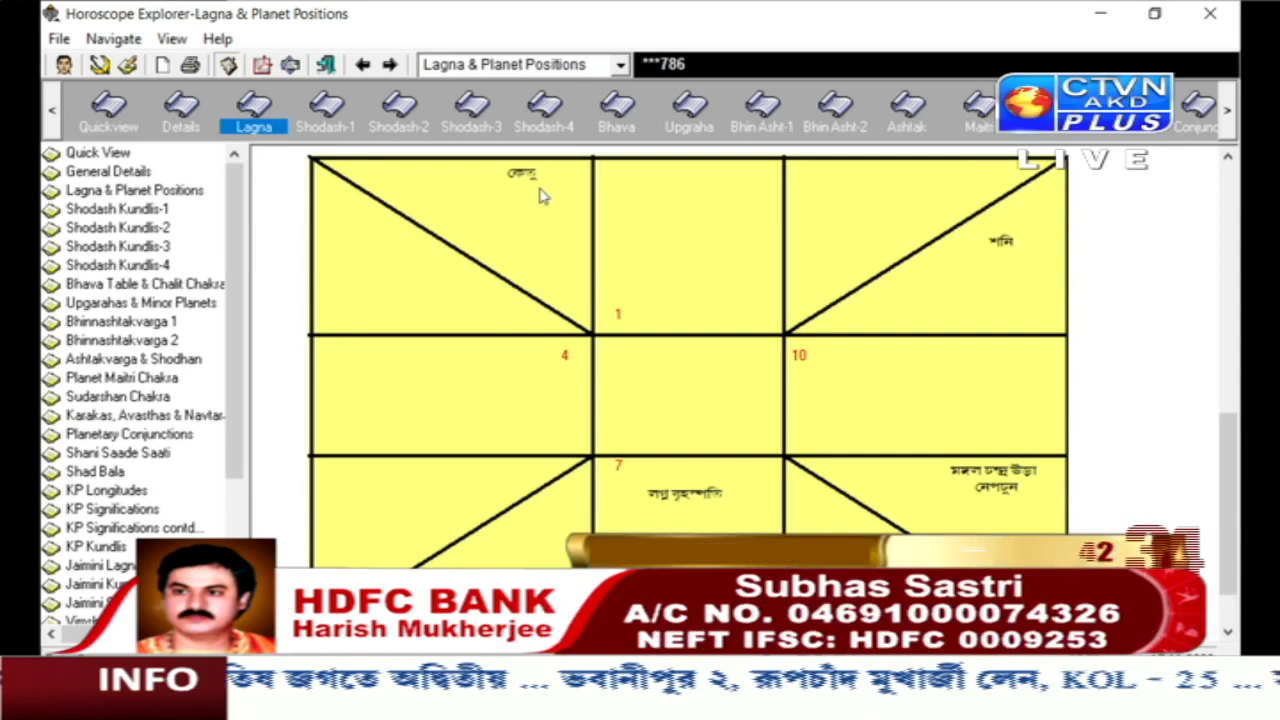 Horoscope Explorer-Lagna & Planet Positions
File Navigate View Help
Lagna & Planet Positions
***786
Quickview Details Lagna Shodash-1 Shodash-2 Shodash-3 Shodash-4 Bhava Upgraha Bhin Asht-1 Bhin Asht-2 Ashtak
CTVN
AKD
PLUS
LIVE
Quick View
General Details
Lagna & Planet Positions
Shodash Kundlis-1
Shodash Kundlis-2
Shodash Kundlis-3
Shodash Kundlis-4
Bhava Table & Chalit Chakra
Upgarahas & Minor Planets
Bhinnashtakvarga 1
Bhinnashtakvarga 2
Ashtakvarga & Shodhan
Planet Maitri Chakra
Sudarshan Chakra
Karakas, Avasthas & Navtar
Planetary Conjunctions
Shani Saade Saati
Shad Bala
KP Longitudes
KP Significations
KP Significations contd...
KP Kundlis
Jaimini
Jaimini
Jaimini
কেতু
শনি
1
4
10
7
লগ্ন বৃহস্পতি
মঙ্গল চন্দ্র
নেপচুন
42
HDFC BANK
Harish Mukherjee
Subhas Sastri
A/C NO. 04691000074326
NEFT IFSC: HDFC 0009253
INFO
জগতে অদ্বিতীয় ... ভবানীপুর ২, রূপচাঁদ মুখার্জী লেন, KOL - 25 ...